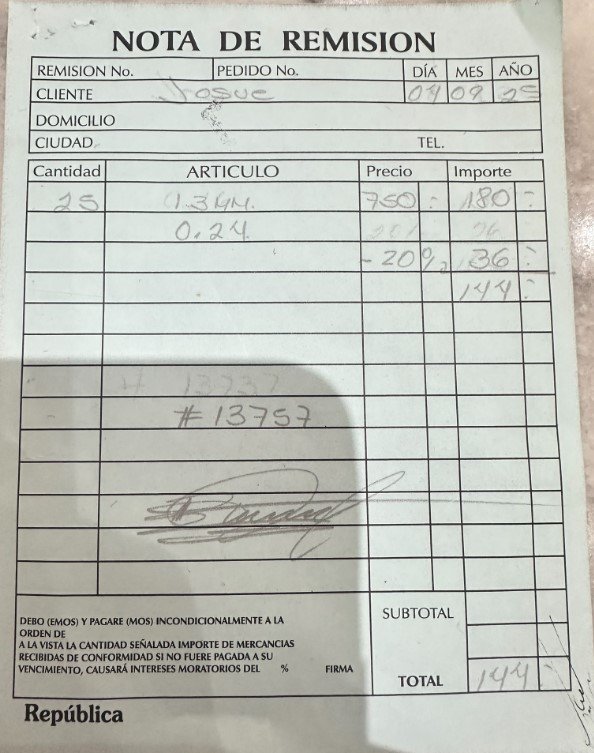 NOTA DE REMISION
REMISION No. PEDIDO No. DÍA MES AÑO
CLIENTE Josue 09 25
DOMICILIO
CIUDAD TEL.
Cantidad ARTICULO Precio Importe
25 1.3 750 180
0.24
- 20% 36
144
# 13757
# 13757
DEBO (EMOS) Y PAGARE (MOS) INCONDICIONALMENTE A LA
ORDEN DE
A LA VISTA LA CANTIDAD SEÑALADA IMPORTE DE MERCANCIAS
RECIBIDAS DE CONFORMIDAD SI NO FUERE PAGADA A SU
VENCIMIENTO, CAUSARÁ INTERESES MORATORIOS DEL % FIRMA
SUBTOTAL
TOTAL 144
República